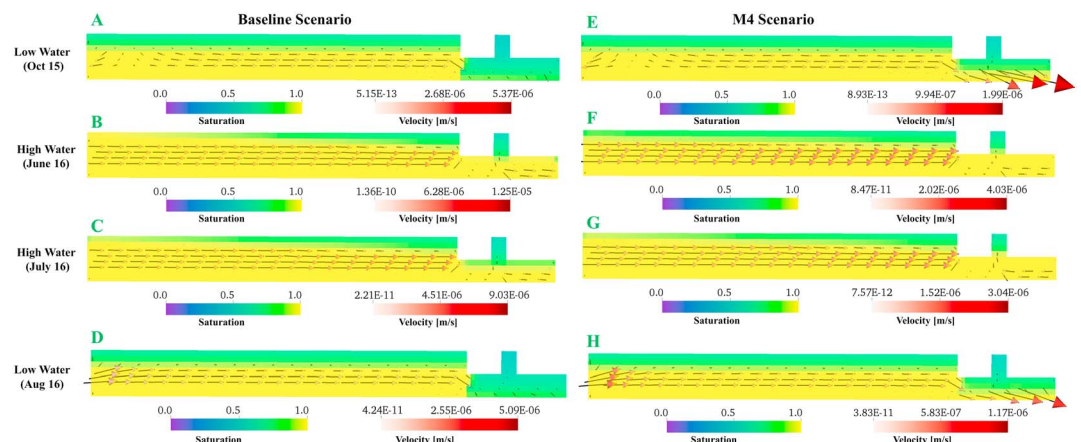 Baseline Scenario M4 Scenario
A E
Low Water
(Oct 15)
0.0 0.5 1.0 5.15E-13 2.68E-06 5.37E-06 0.0 0.5 1.0 8.93E-13 9.94E-07 1.99E-06
Saturation Velocity [m/s] Saturation Velocity [m/s]
B F
High Water
(June 16)
0.0 0.5 1.0 1.36E-10 6.28E-06 1.25E-05 0.0 0.5 1.0 8.47E-11 2.02E-06 4.03E-06
Saturation Velocity [m/s] Saturation Velocity [m/s]
C G
High Water
(July 16)
0.0 0.5 1.0 2.21E-11 4.51E-06 9.03E-06 0.0 0.5 1.0 7.57E-12 1.52E-06 3.04E-06
Saturation Velocity [m/s] Saturation Velocity [m/s]
D H
Low Water
(Aug 16)
0.0 0.5 1.0 4.24E-11 2.55E-06 5.09E-06 0.0 0.5 1.0 3.83E-11 5.83E-07 1.17E-06
Saturation Velocity [m/s] Saturation Velocity [m/s]